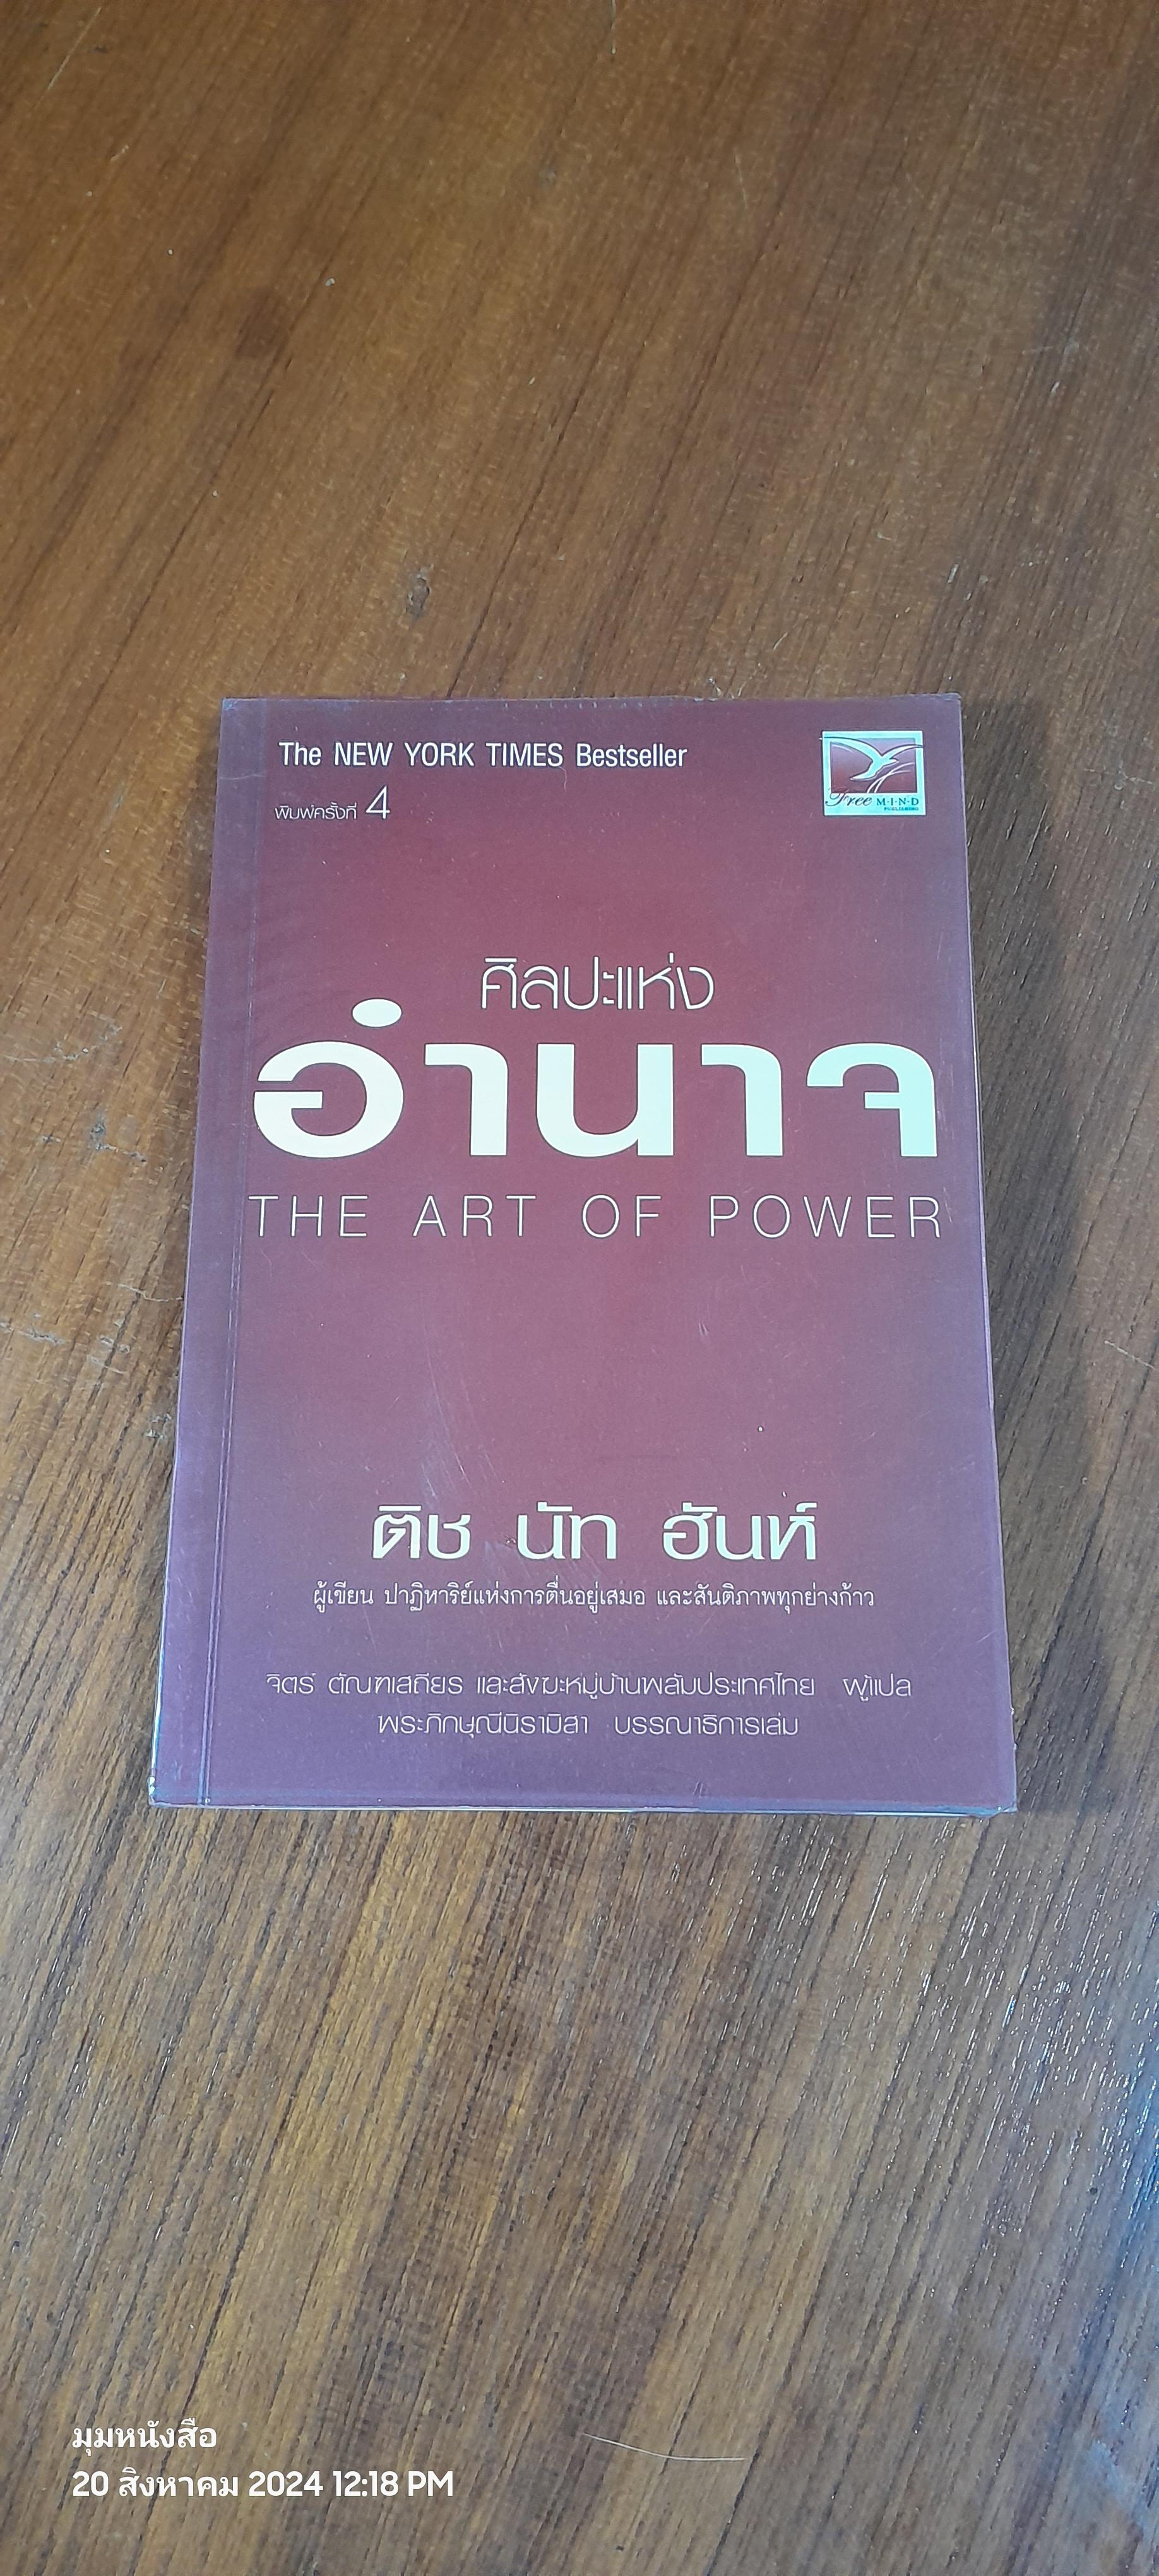 The NEW YORK TIMES Bestseller
พิมพ์ครั้งที่ 4
Free M·I·N·D
PUBLISHING
ศิลปะแห่ง
อำนาจ
THE ART OF POWER
ติช นัท ฮันห์
ผู้เขียน ปาฏิหาริย์แห่งการตื่นอยู่เสมอ และสันติภาพทุกย่างก้าว
จิตร์ ตัณฑเสถียร และสังฆะหมู่บ้านพลัมประเทศไทย ผู้แปล
พระภิกษุณีนิรามิสา บรรณาธิการเล่ม
มุมหนังสือ
20 สิงหาคม 2024 12:18 PM